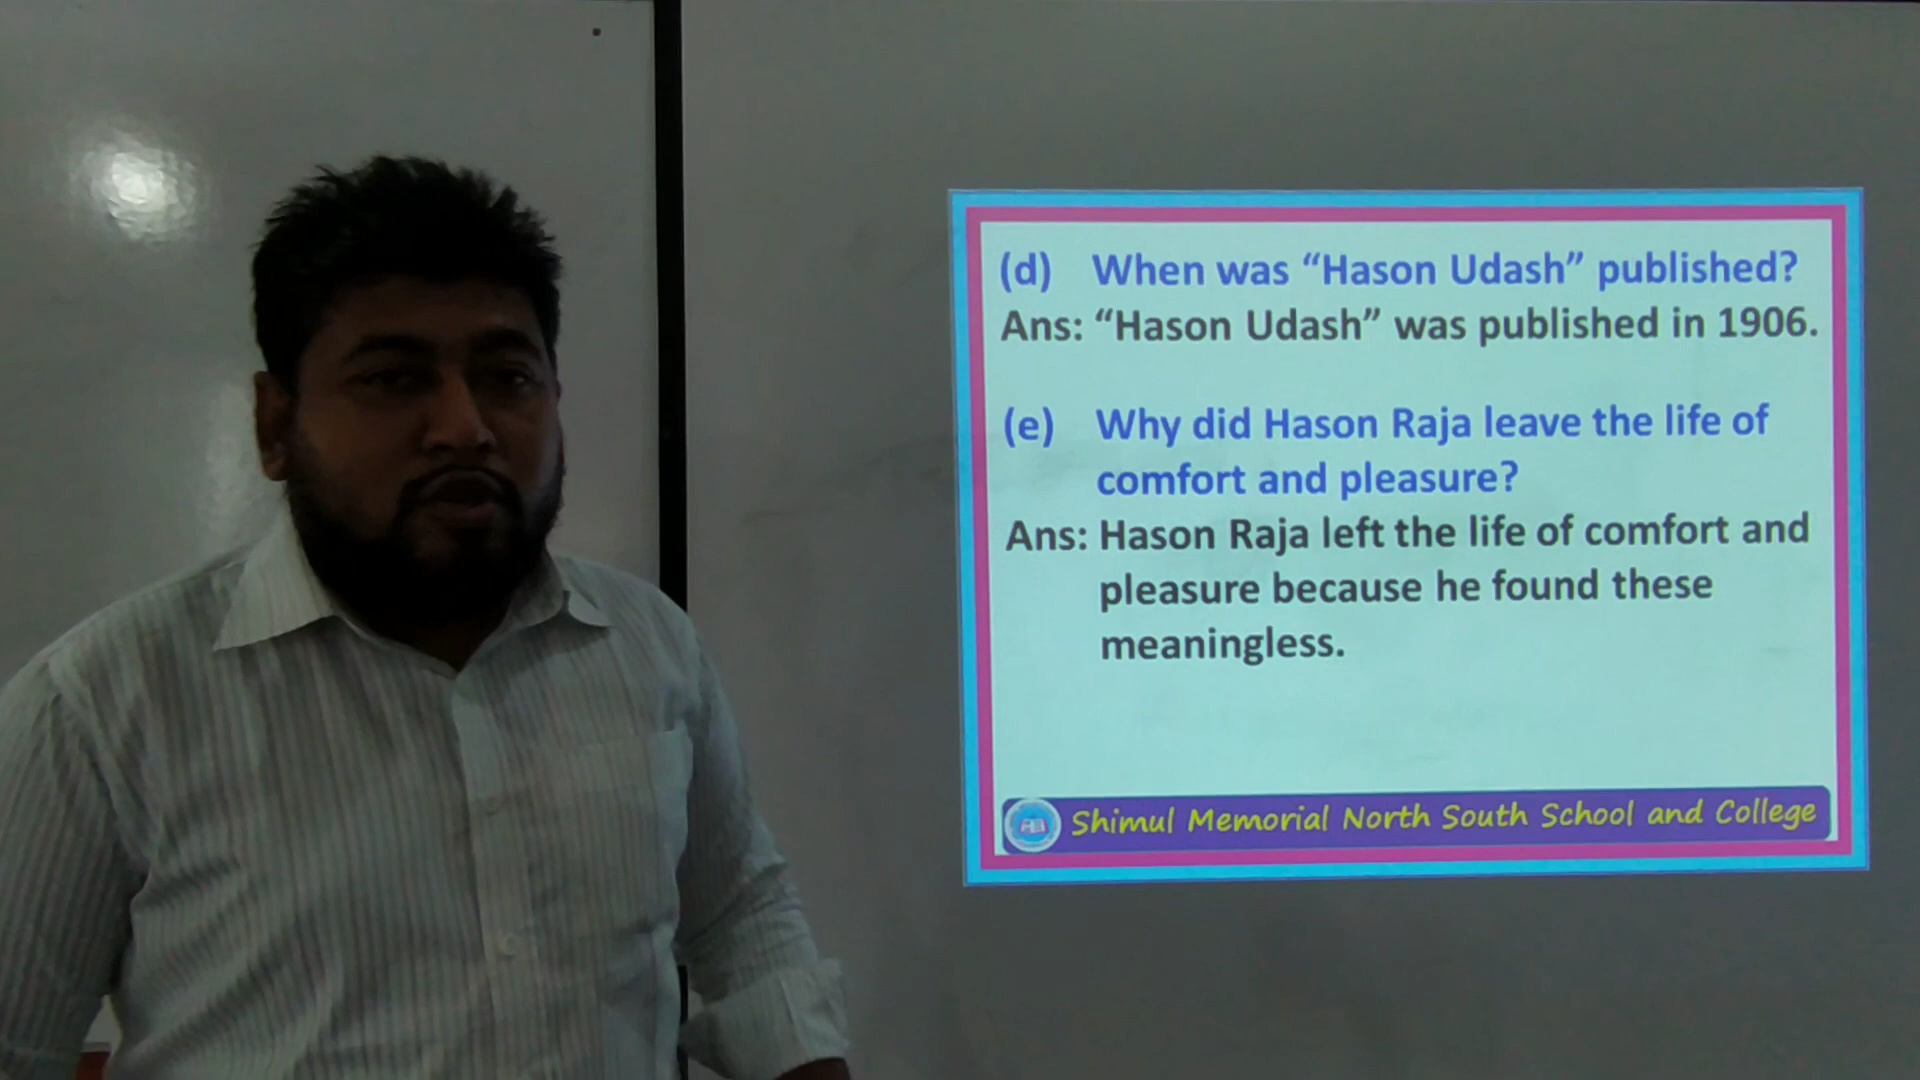 (d) When was “Hason Udash” published?
Ans: “Hason Udash” was published in 1906.
(e) Why did Hason Raja leave the life of
comfort and pleasure?
Ans: Hason Raja left the life of comfort and
pleasure because he found these
meaningless.
Shimul Memorial North South School and College